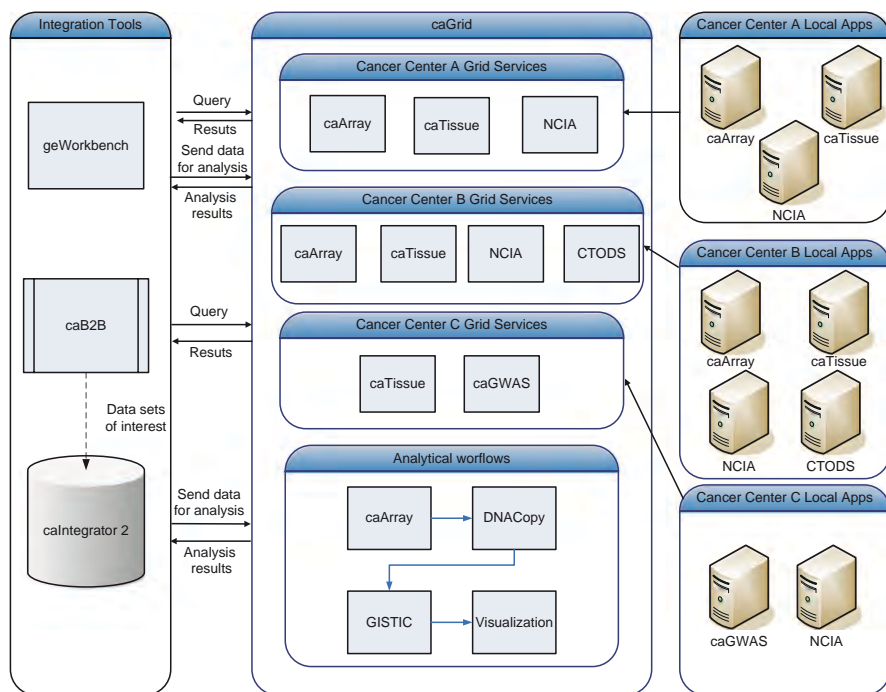 Integration Tools
geWorkbench
caB2B
Data sets
of interest
caIntegrator 2
Query
Resuts
Send data
for analysis
Analysis
results
Query
Resuts
Send data
for analysis
Analysis
results
caGrid
Cancer Center A Grid Services
caArray
caTissue
NCIA
Cancer Center B Grid Services
caArray
caTissue
NCIA
CTODS
Cancer Center C Grid Services
caTissue
caGWAS
Analytical worflows
caArray
DNACopy
GISTIC
Visualization
Cancer Center A Local Apps
caArray
caTissue
NCIA
Cancer Center B Local Apps
caArray
caTissue
NCIA
CTODS
Cancer Center C Local Apps
caGWAS
NCIA